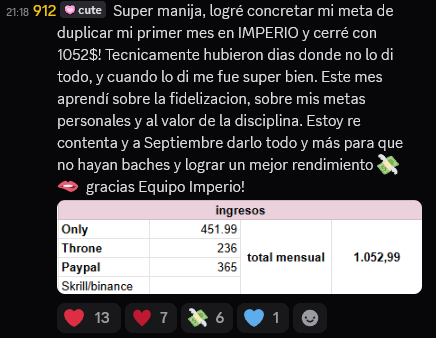 21:18 912 cute Super manija, logré concretar mi meta de
duplicar mi primer mes en IMPERIO y cerré con
1052$! Tecnicamente hubieron dias donde no lo di
todo, y cuando lo di me fue super bien. Este mes
aprendí sobre la fidelizacion, sobre mis metas
personales y al valor de la disciplina. Estoy re
contenta y a Septiembre darlo todo y más para que
no hayan baches y lograr un mejor rendimiento 💸
🫦 gracias Equipo Imperio!
ingresos
Only 451.99
Throne 236
Paypal 365
total mensual 1.052,99
Skrill/binance
13 7 6 1